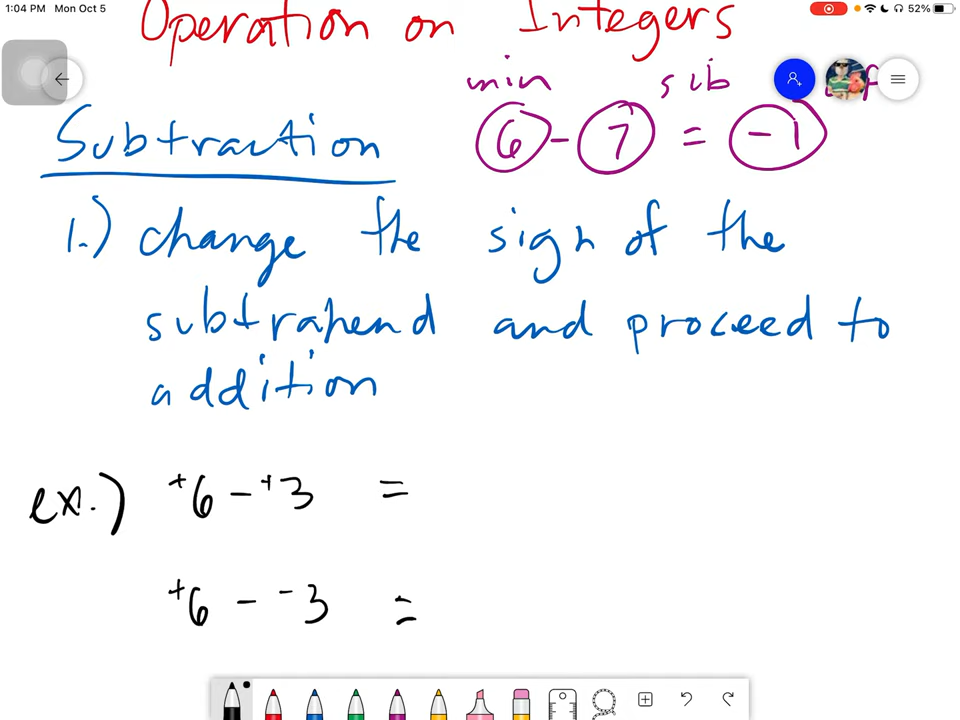 1:04 PM Mon Oct 5
52%
Operation on Integers
min sub
Subtraction
6 - 7 = -1
1.) change the sign of the
subtrahend and proceed to
addition
ex.) +6 - +3 =
+6 - -3 =